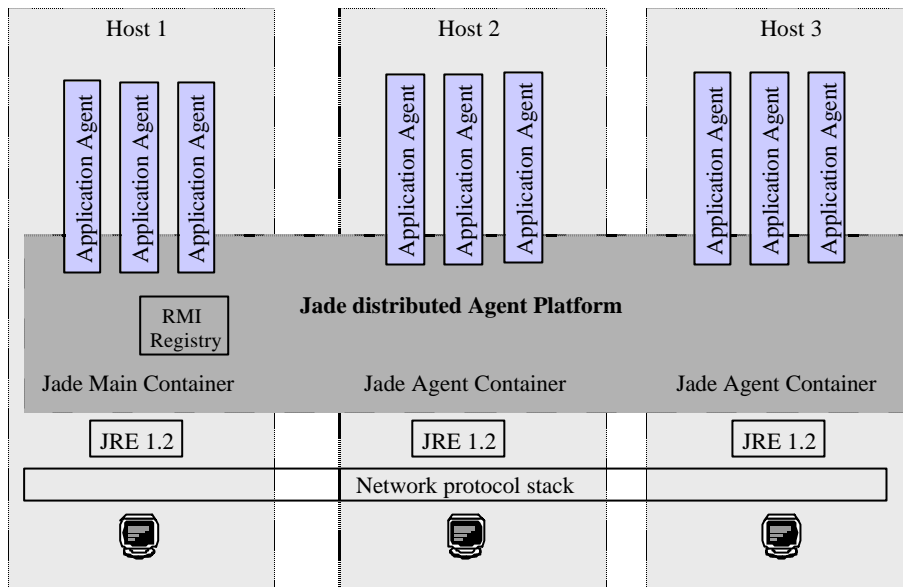 Host 1
Host 2
Host 3
Application Agent
Application Agent
Application Agent
Application Agent
Application Agent
Application Agent
Application Agent
Application Agent
Application Agent
Jade distributed Agent Platform
RMI
Registry
Jade Main Container
Jade Agent Container
Jade Agent Container
JRE 1.2
JRE 1.2
JRE 1.2
Network protocol stack